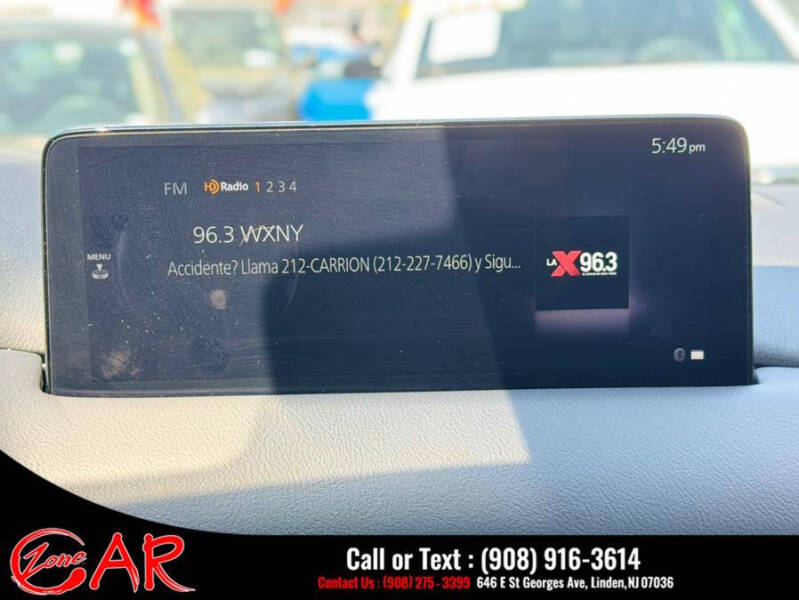 5:49 pm
FM HD Radio 1 2 3 4
96.3 WXNY
MENU
Accidente? Llama 212-CARRION (212-227-7466) y Sigu...
LA X 96.3
Car Zone
Call or Text : (908) 916-3614
Contact Us : (908) 275 - 3399 646 E St Georges Ave, Linden, NJ 07036